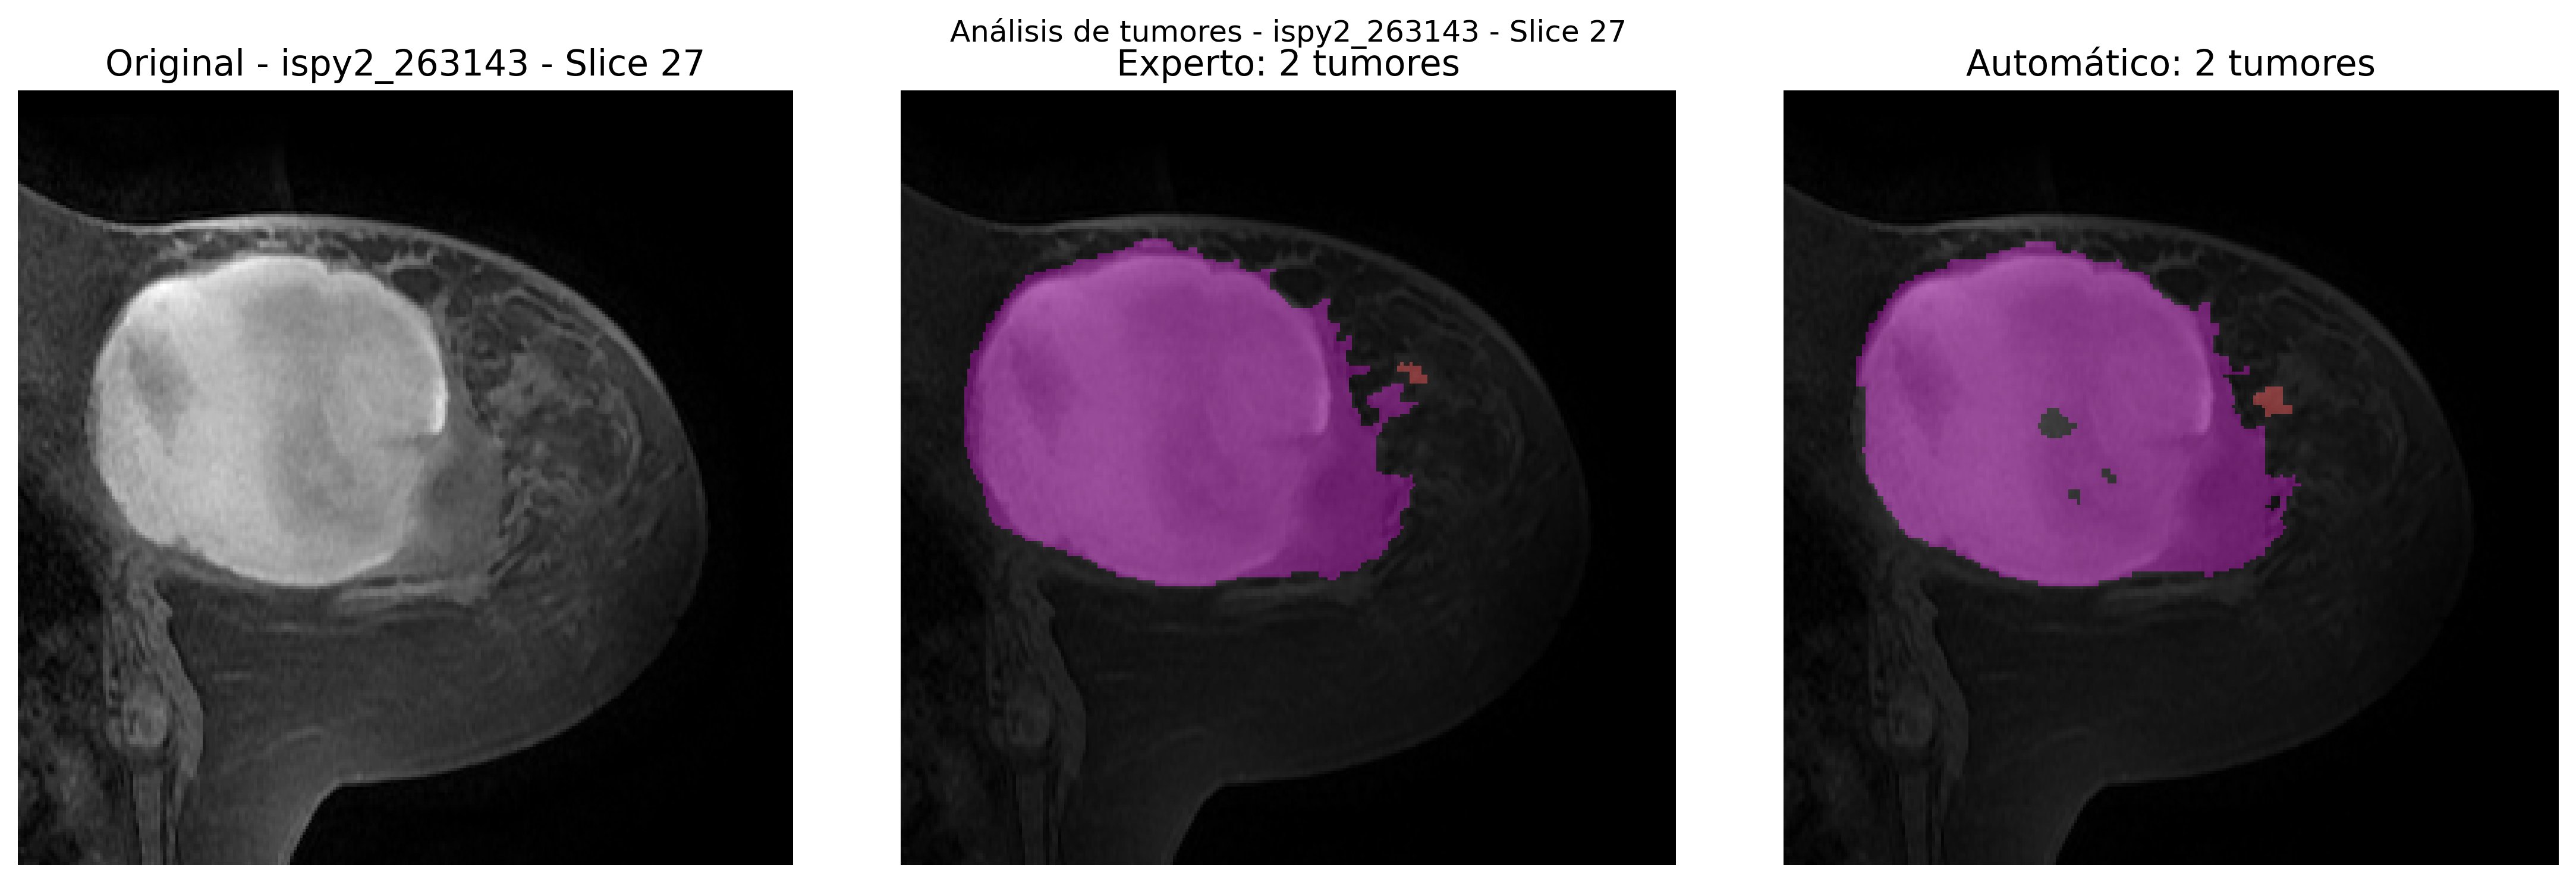 Análisis de tumores - ispy2_263143 - Slice 27
Original - ispy2_263143 - Slice 27
Experto: 2 tumores
Automático: 2 tumores